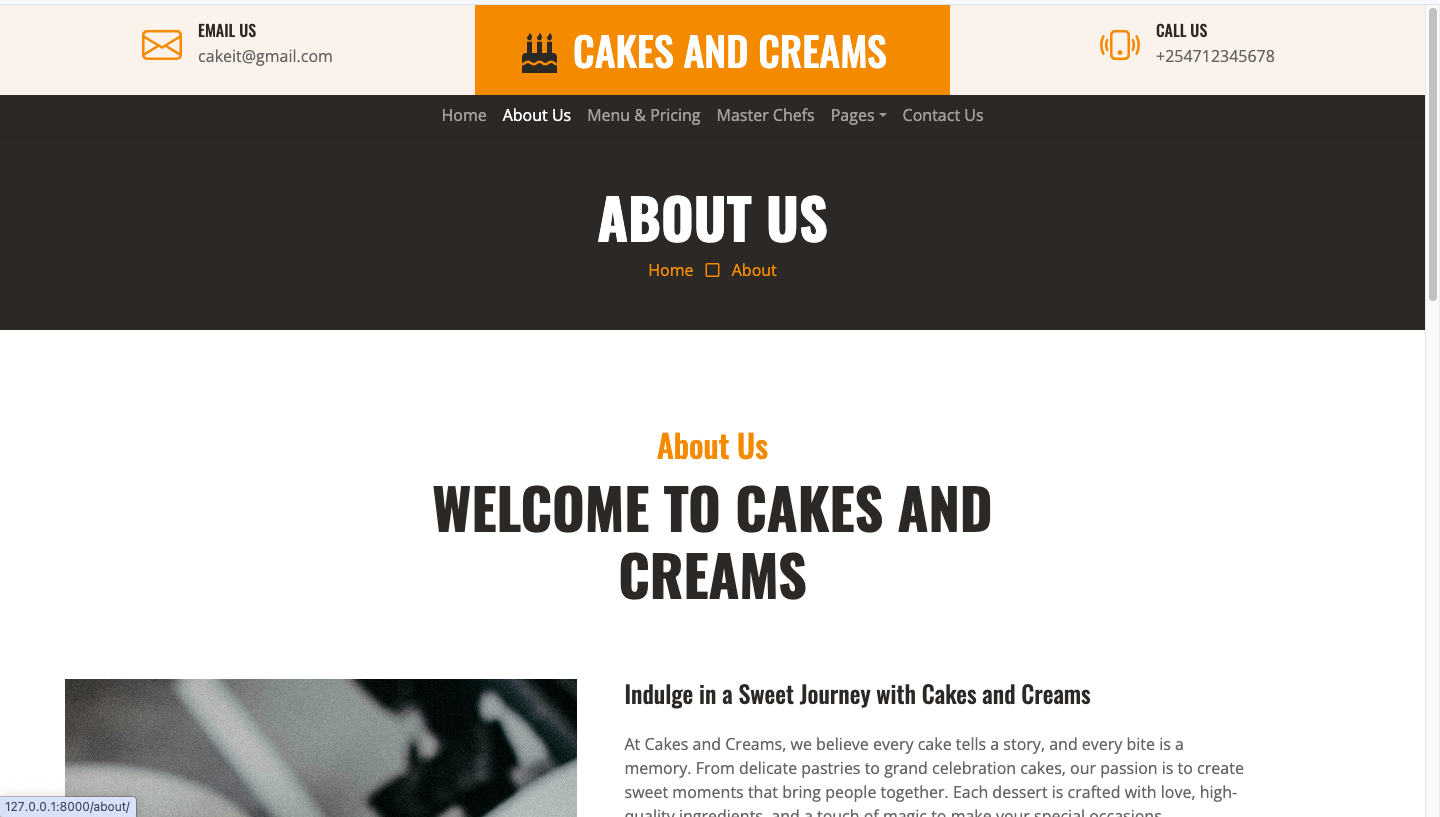 EMAIL US
cakeit@gmail.com
CAKES AND CREAMS
CALL US
+254712345678
Home About Us Menu & Pricing Master Chefs Pages Contact Us
ABOUT US
Home About
About Us
WELCOME TO CAKES AND
CREAMS
Indulge in a Sweet Journey with Cakes and Creams
At Cakes and Creams, we believe every cake tells a story, and every bite is a
memory. From delicate pastries to grand celebration cakes, our passion is to create
sweet moments that bring people together. Each dessert is crafted with love, high-
quality ingredients, and a touch of magic to make your special occasions
127.0.0.1:8000/about/